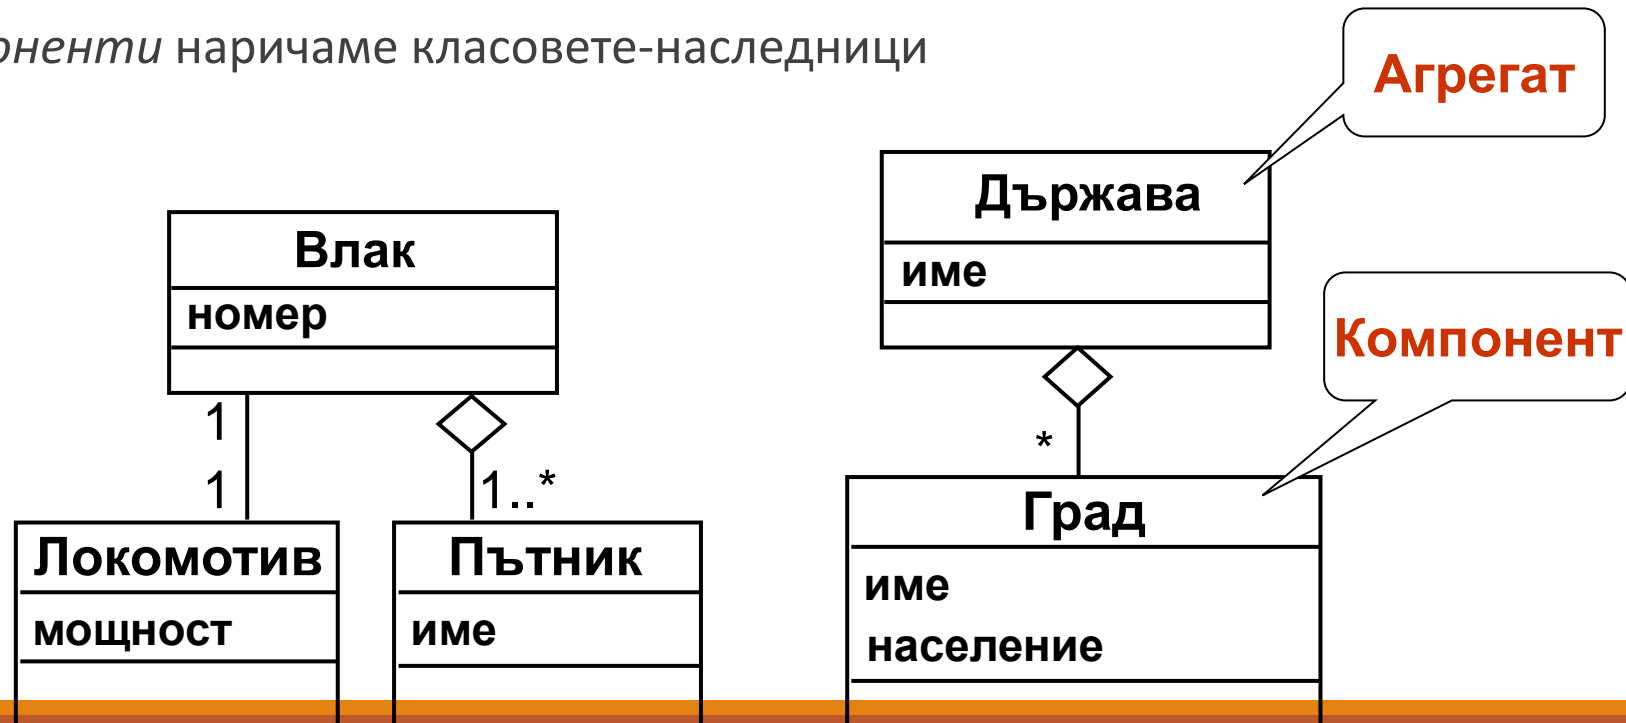 оненти наричаме класовете-наследници
Агрегат
Държава
име
Влак
номер
Компонент
1
*
1
1..*
Град
име
население
Локомотив
мощност
Пътник
име